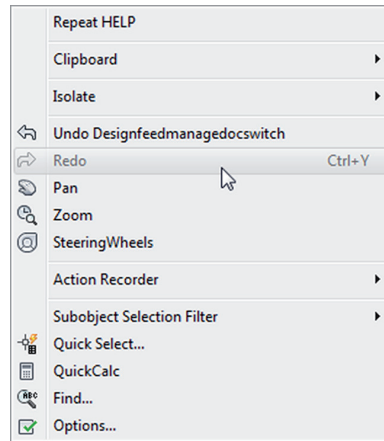 Repeat HELP
Clipboard
Isolate
Undo Designfeedmanagedocswitch
Redo Ctrl+Y
Pan
Zoom
SteeringWheels
Action Recorder
Subobject Selection Filter
Quick Select...
QuickCalc
ABC
Find...
Options...